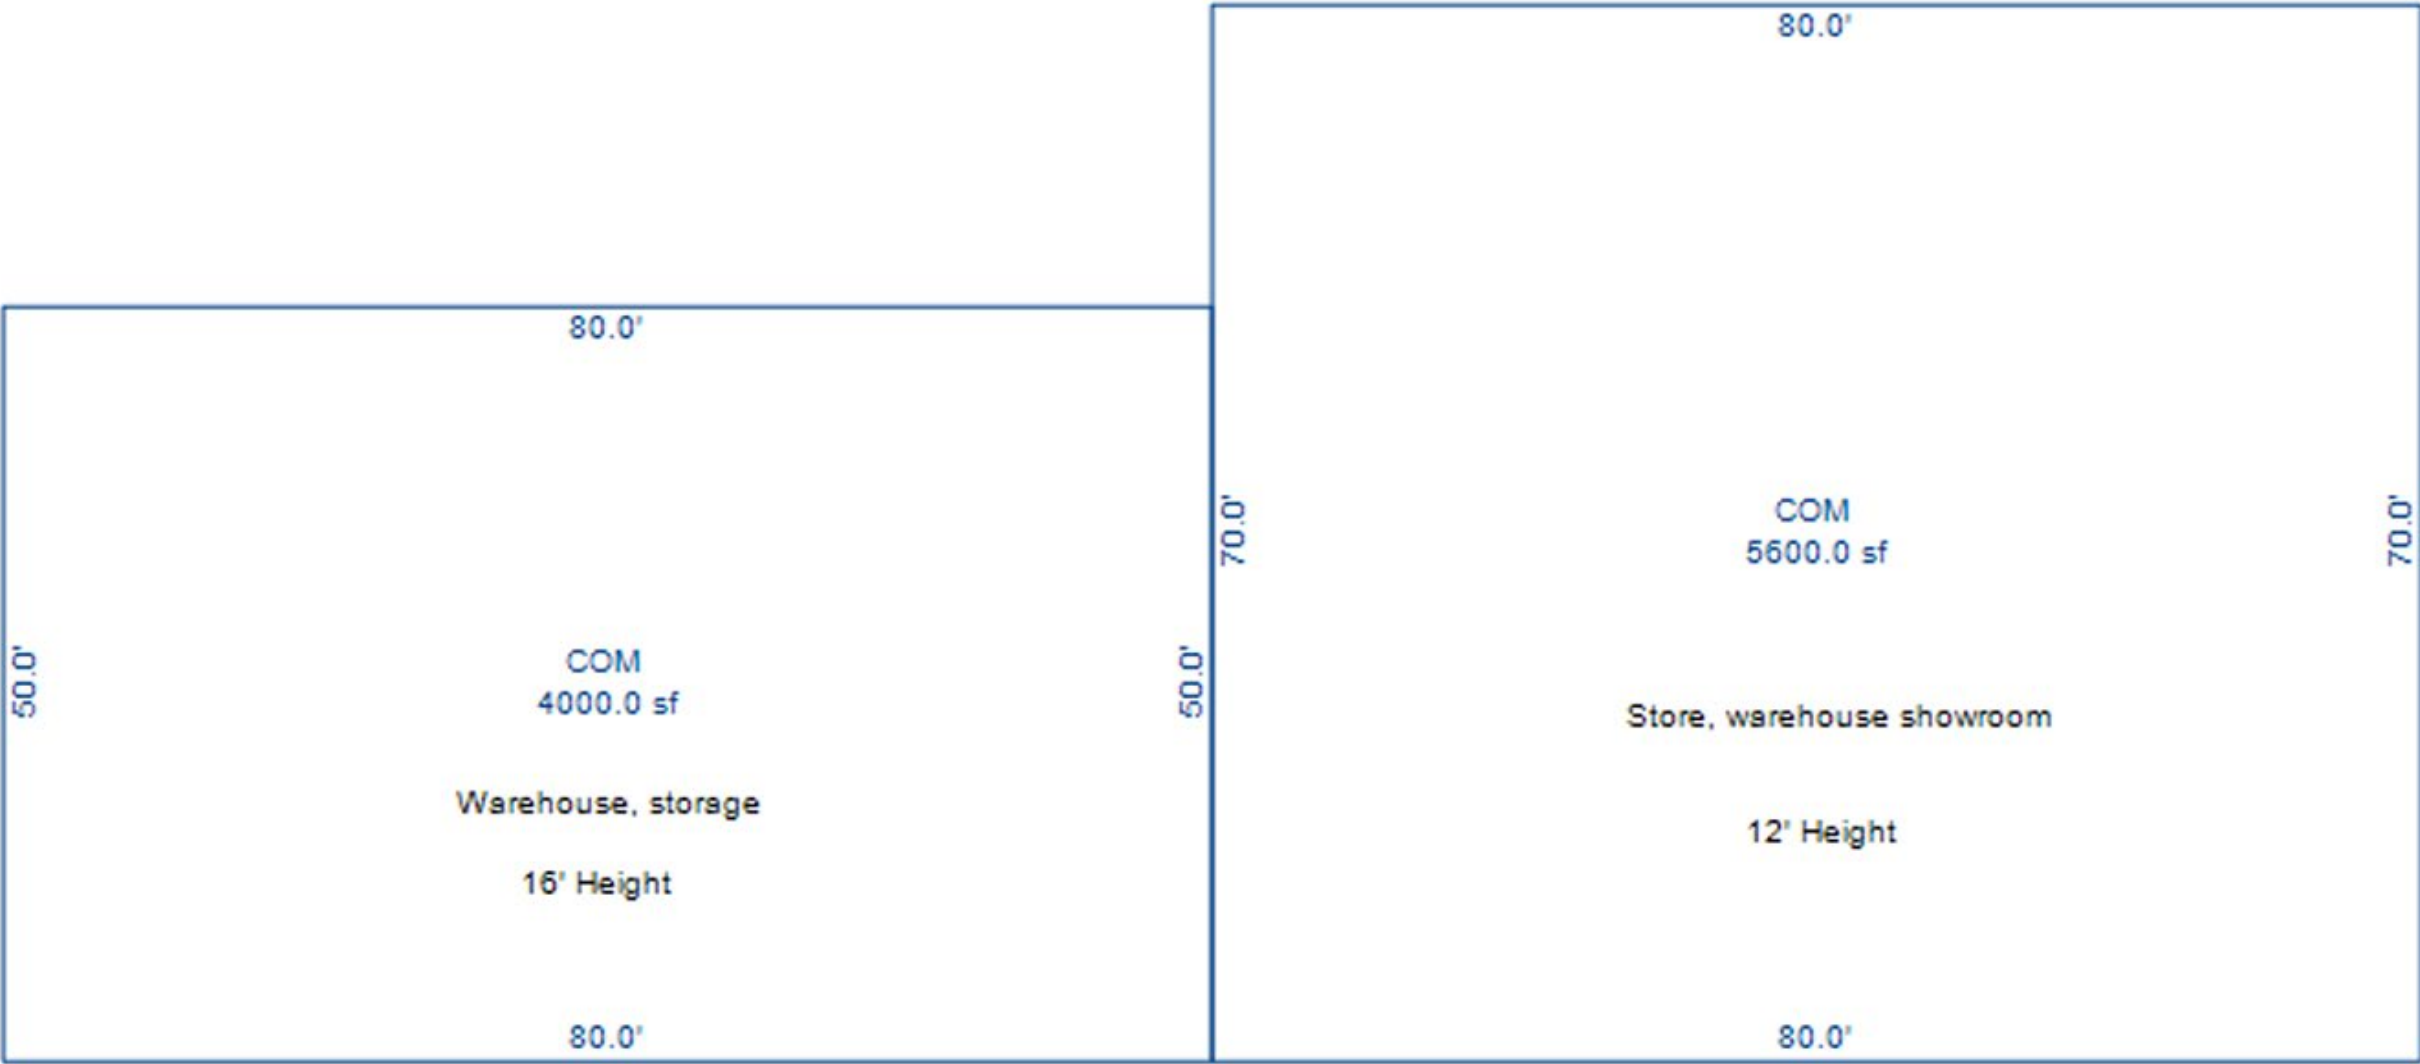 80.0'
80.0'
70.0'
COM
5600.0 sf
70.0'
50.0'
COM
4000.0 sf
50.0'
Store, warehouse showroom
Warehouse, storage
12' Height
16' Height
80.0'
80.0'